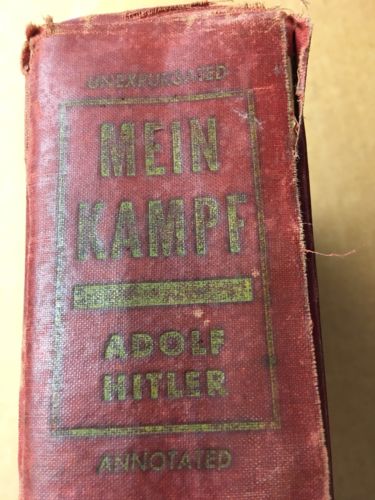 UNEXPURGATED
MEIN
KAMPF
ADOLF
HITLER
ANNOTATED